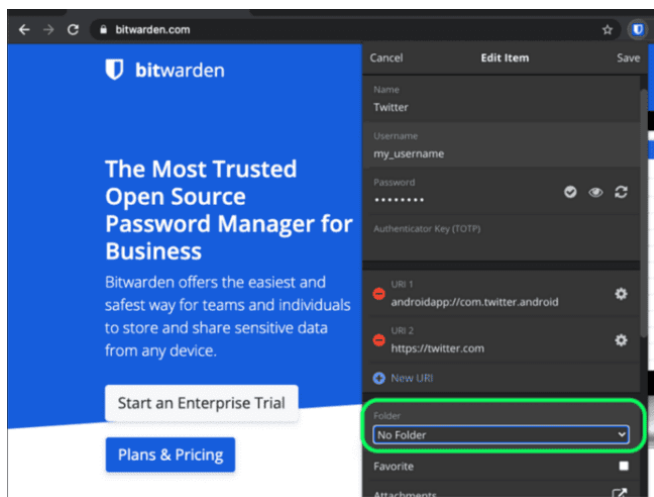 bitwarden.com
bitwarden
The Most Trusted
Open Source
Password Manager for
Business
Bitwarden offers the easiest and
safest way for teams and individuals
to store and share sensitive data
from any device.
Start an Enterprise Trial
Plans & Pricing
Cancel Edit Item Save
Name
Twitter
Username
my_username
Password
••••••••
Authenticator Key (TOTP)
URI 1
androidapp://com.twitter.android
URI 2
https://twitter.com
New URI
Folder
No Folder
Favorite
Attachments